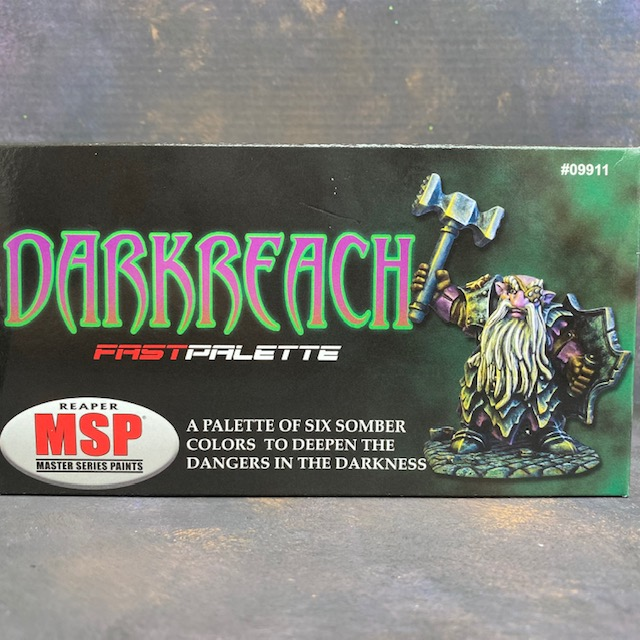 #09911
DARKREACH
FASTPALETTE
REAPER
MSP
MASTER SERIES PAINTS
A PALETTE OF SIX SOMBER
COLORS TO DEEPEN THE
DANGERS IN THE DARKNESS